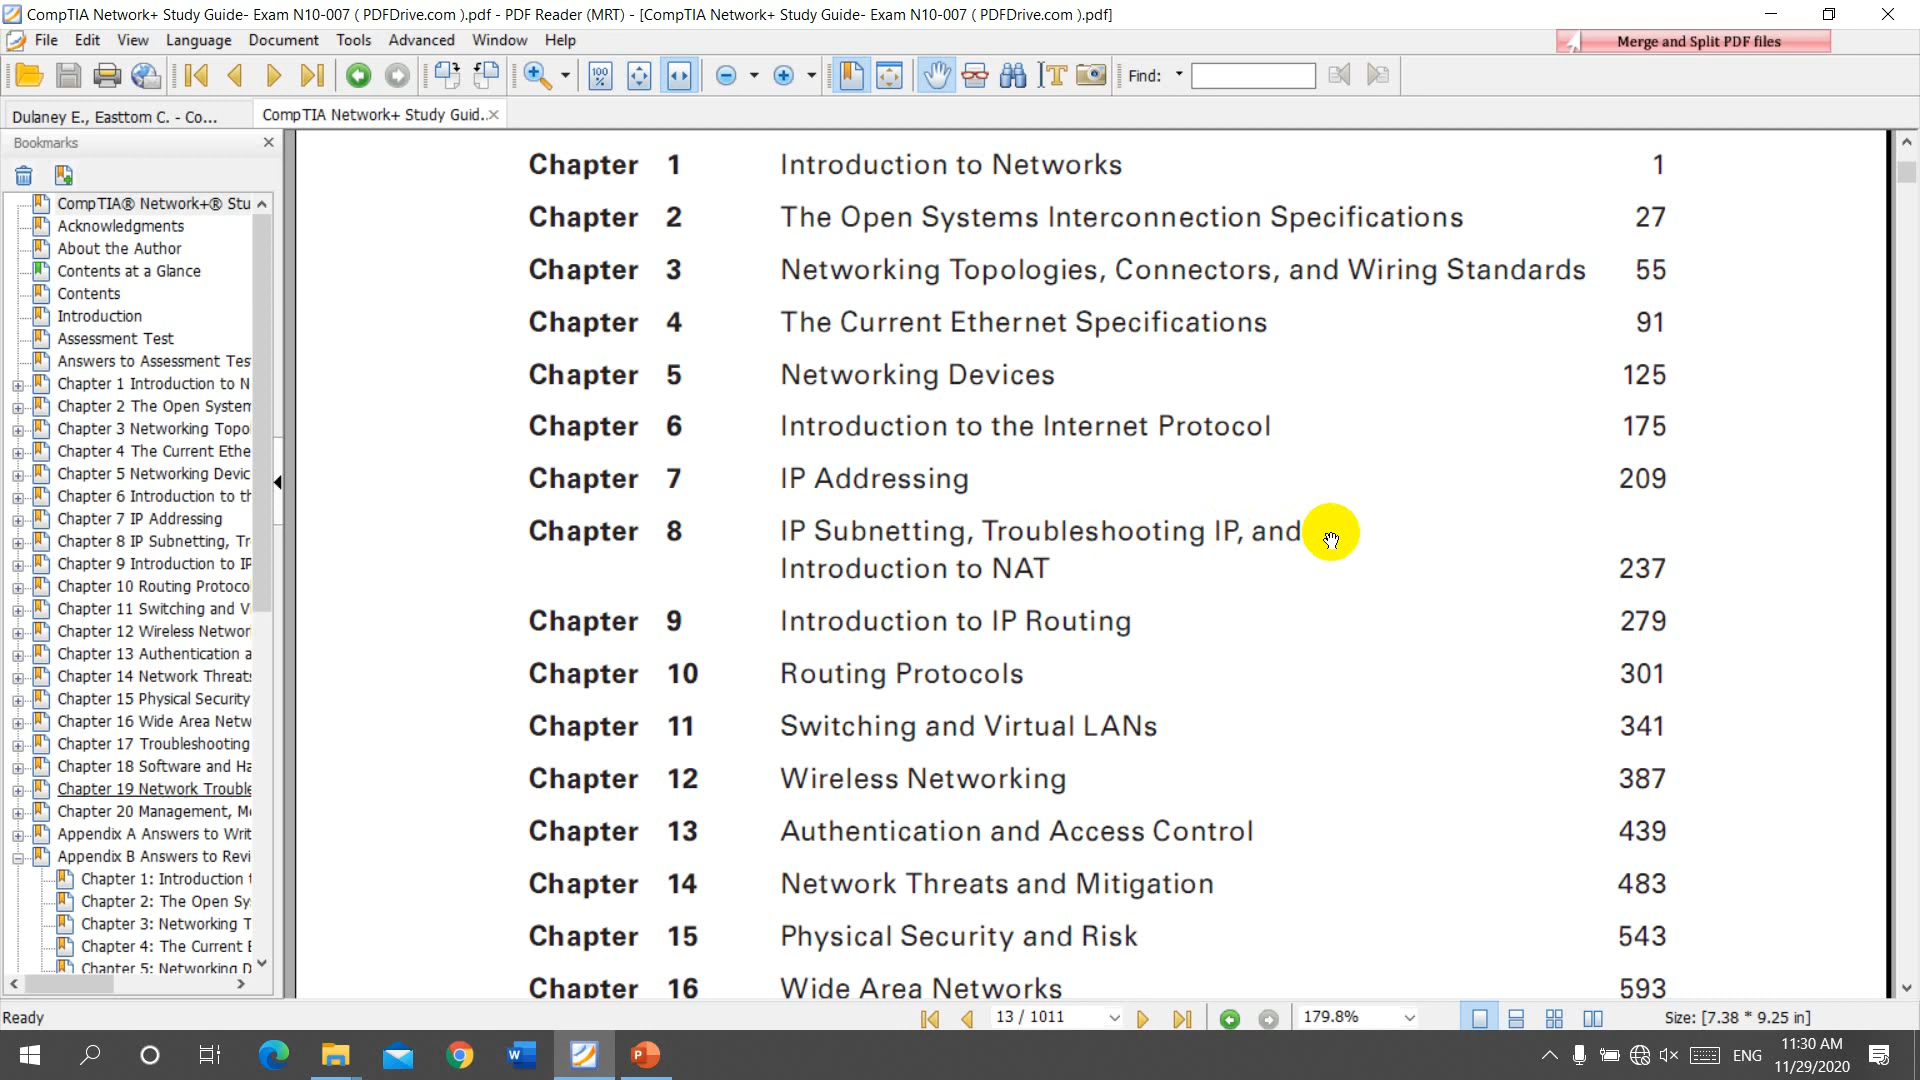 CompTIA Network+ Study Guide- Exam N10-007 ( PDFDrive.com ).pdf - PDF Reader (MRT) - [CompTIA Network+ Study Guide- Exam N10-007 ( PDFDrive.com ).pdf]
File Edit View Language Document Tools Advanced Window Help
Merge and Split PDF files
Find:
Dulaney E., Easttom C. - Co...
CompTIA Network+ Study Guid..
Bookmarks
CompTIA® Network+® Stu
Acknowledgments
About the Author
Contents at a Glance
Contents
Introduction
Assessment Test
Answers to Assessment Tes
Chapter 1 Introduction to N
Chapter 2 The Open System
Chapter 3 Networking Topo
Chapter 4 The Current Ethe
Chapter 5 Networking Devic
Chapter 6 Introduction to th
Chapter 7 IP Addressing
Chapter 8 IP Subnetting, Tr
Chapter 9 Introduction to IP
Chapter 10 Routing Protoco
Chapter 11 Switching and V
Chapter 12 Wireless Networ
Chapter 13 Authentication a
Chapter 14 Network Threats
Chapter 15 Physical Security
Chapter 16 Wide Area Netw
Chapter 17 Troubleshooting
Chapter 18 Software and Ha
Chapter 19 Network Trouble
Chapter 20 Management, M
Appendix A Answers to Writ
Appendix B Answers to Revi
Chapter 1: Introduction t
Chapter 2: The Open Sy
Chapter 3: Networking T
Chapter 4: The Current E
Chapter 5: Networking D
Chapter 1 Introduction to Networks 1
Chapter 2 The Open Systems Interconnection Specifications 27
Chapter 3 Networking Topologies, Connectors, and Wiring Standards 55
Chapter 4 The Current Ethernet Specifications 91
Chapter 5 Networking Devices 125
Chapter 6 Introduction to the Internet Protocol 175
Chapter 7 IP Addressing 209
Chapter 8 IP Subnetting, Troubleshooting IP, and
Introduction to NAT 237
Chapter 9 Introduction to IP Routing 279
Chapter 10 Routing Protocols 301
Chapter 11 Switching and Virtual LANs 341
Chapter 12 Wireless Networking 387
Chapter 13 Authentication and Access Control 439
Chapter 14 Network Threats and Mitigation 483
Chapter 15 Physical Security and Risk 543
Chapter 16 Wide Area Networks 593
Ready
13 / 1011
179.8%
Size: [7.38 * 9.25 in]
ENG
11:30 AM
11/29/2020